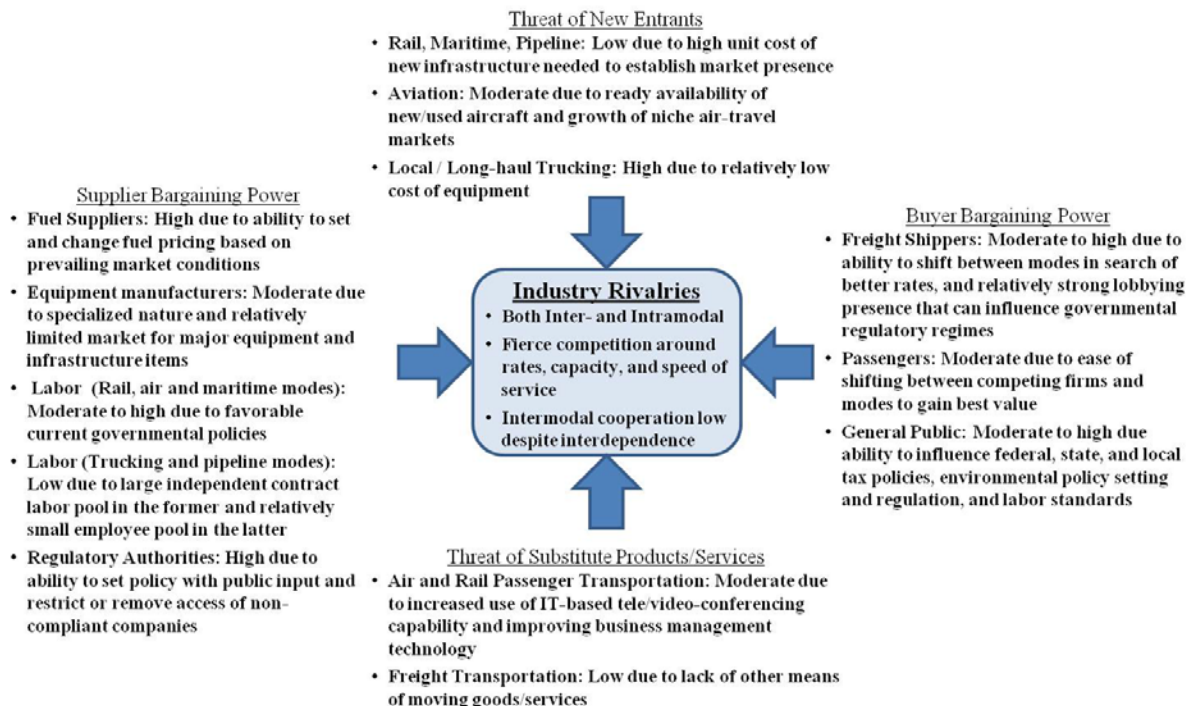 Threat of New Entrants
• Rail, Maritime, Pipeline: Low due to high unit cost of
new infrastructure needed to establish market presence
• Aviation: Moderate due to ready availability of
new/used aircraft and growth of niche air-travel
markets
• Local / Long-haul Trucking: High due to relatively low
cost of equipment
Supplier Bargaining Power
• Fuel Suppliers: High due to ability to set
and change fuel pricing based on
prevailing market conditions
• Equipment manufacturers: Moderate due
to specialized nature and relatively
limited market for major equipment and
infrastructure items
• Labor (Rail, air and maritime modes):
Moderate to high due to favorable
current governmental policies
• Labor (Trucking and pipeline modes):
Low due to large independent contract
labor pool in the former and relatively
small employee pool in the latter
• Regulatory Authorities: High due to
ability to set policy with public input and
restrict or remove access of non-
compliant companies
Industry Rivalries
• Both Inter- and Intramodal
• Fierce competition around
rates, capacity, and speed of
service
• Intermodal cooperation low
despite interdependence
Buyer Bargaining Power
• Freight Shippers: Moderate to high due to
ability to shift between modes in search of
better rates, and relatively strong lobbying
presence that can influence governmental
regulatory regimes
• Passengers: Moderate due to ease of
shifting between competing firms and
modes to gain best value
• General Public: Moderate to high due
ability to influence federal, state, and local
tax policies, environmental policy setting
and regulation, and labor standards
Threat of Substitute Products/Services
• Air and Rail Passenger Transportation: Moderate due
to increased use of IT-based tele/video-conferencing
capability and improving business management
technology
• Freight Transportation: Low due to lack of other means
of moving goods/services